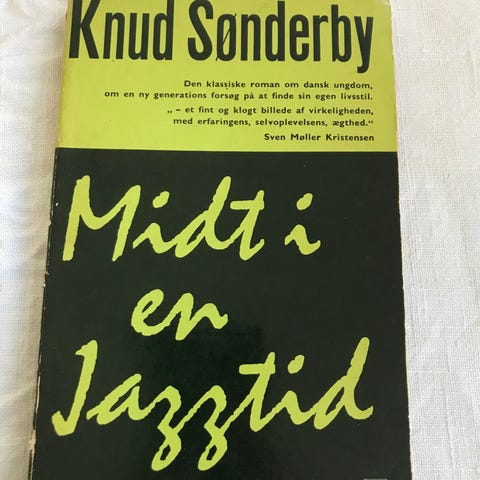 Knud Sønderby
Den klassiske roman om dansk ungdom,
om en ny generations forsøg på at finde sin egen livsstil.
„ – et fint og klogt billede af virkeligheden,
med erfaringens, selvoplevelsens, ægthed.“
Sven Møller Kristensen
Midt i
en
Jazztid